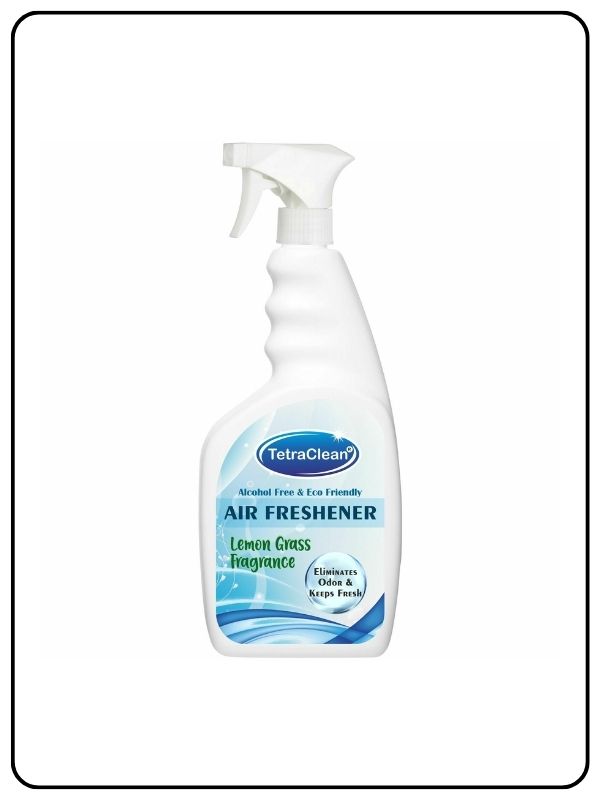 TetraClean
Alcohol Free & Eco Friendly
AIR FRESHENER
Lemon Grass
Fragrance
Eliminates
Odor &
Keeps Fresh